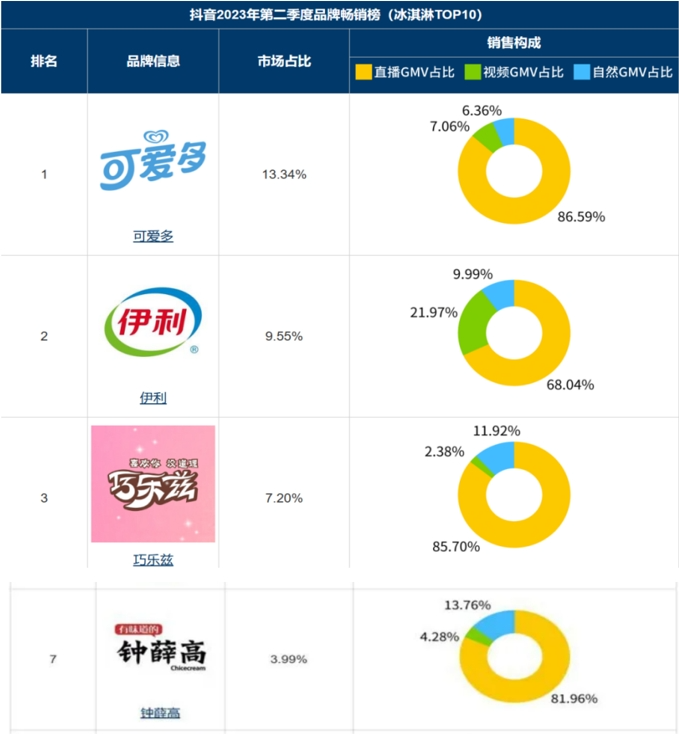 抖音2023年第二季度品牌畅销榜（冰淇淋TOP10）
排名
品牌信息
市场占比
销售构成
直播GMV占比 视频GMV占比 自然GMV占比
1
可爱多
可爱多
13.34%
6.36%
7.06%
86.59%
2
伊利
®
伊利
9.55%
9.99%
21.97%
68.04%
3
喜欢你 没道理
巧乐兹
巧乐兹
7.20%
11.92%
2.38%
85.70%
7
有味道的
钟薛高
Chicecream
钟薛高
3.99%
13.76%
4.28%
81.96%